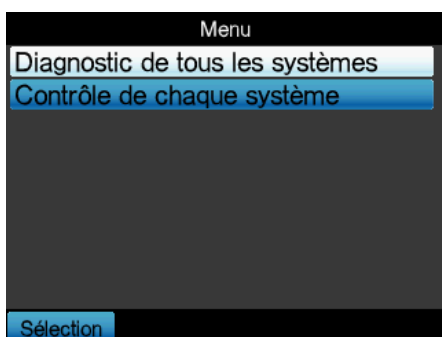 Menu
Diagnostic de tous les systèmes
Contrôle de chaque système
Sélection